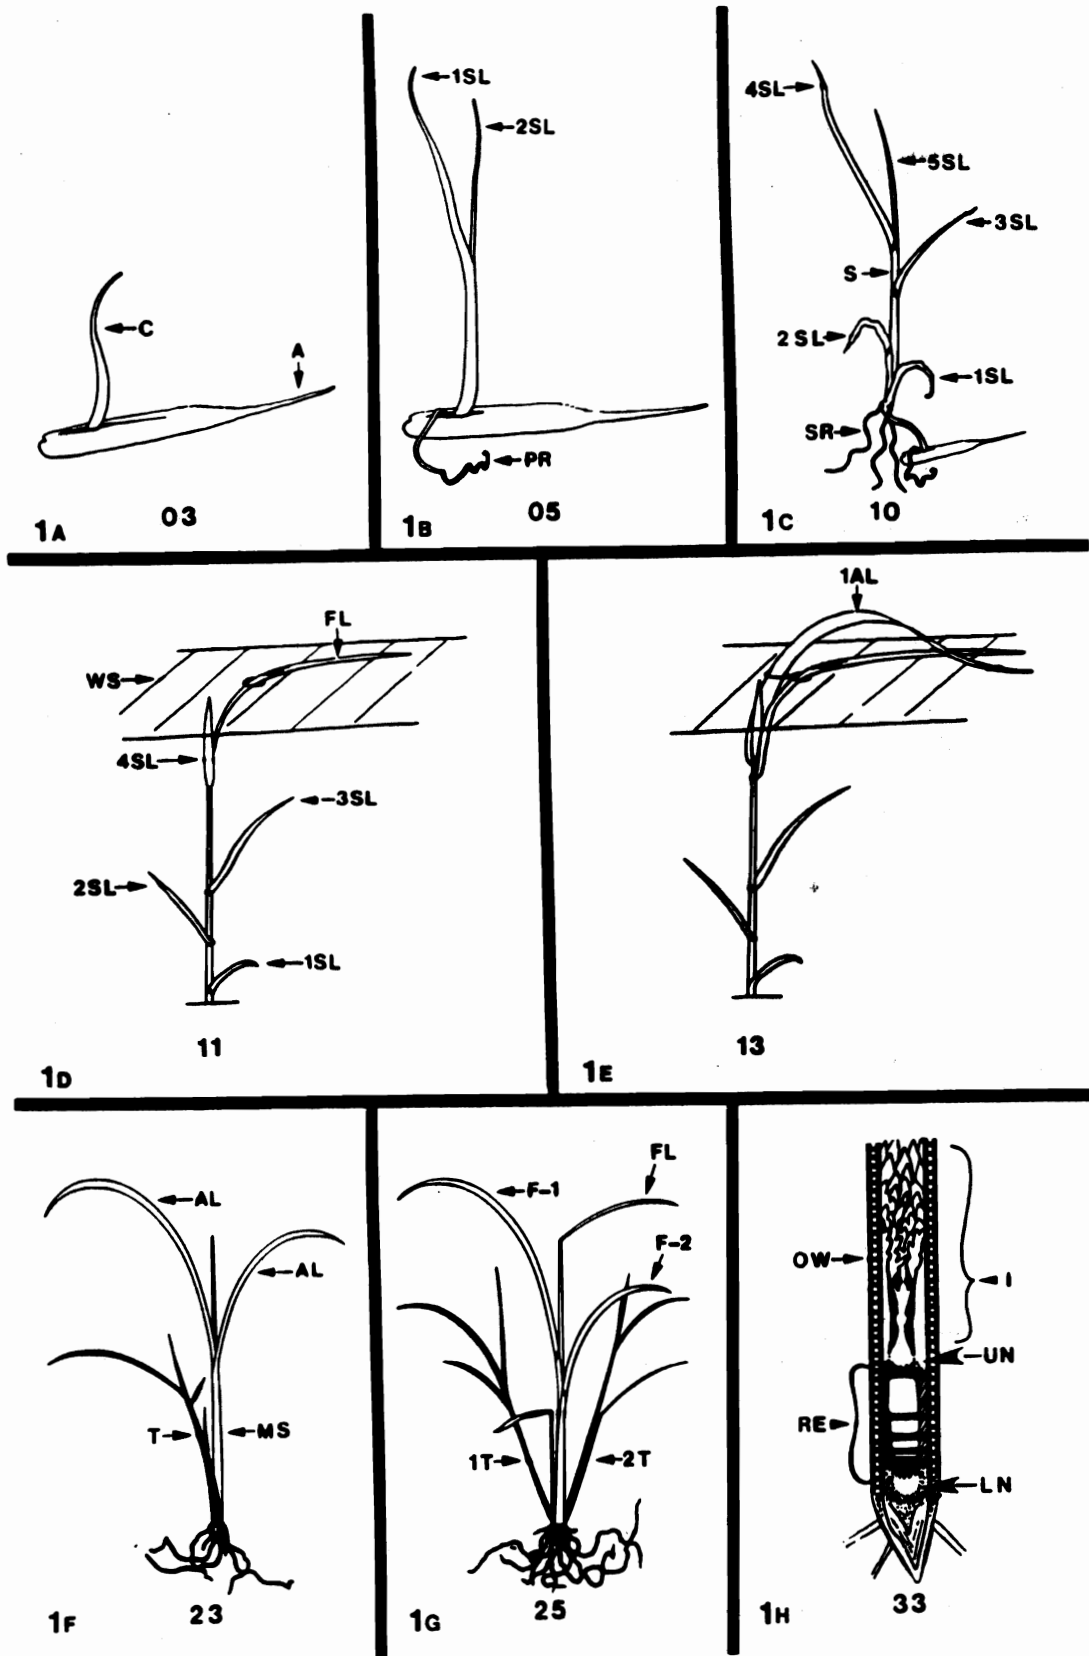 C
A
03
1A
1SL
2SL
PR
05
1B
4SL
5SL
3SL
S
2SL
1SL
SR
10
1C
FL
WS
4SL
3SL
2SL
1SL
11
1D
1AL
13
1E
AL
AL
T
MS
23
1F
F-1
FL
F-2
1T
2T
25
1G
OW
I
UN
RE
LN
33
1H